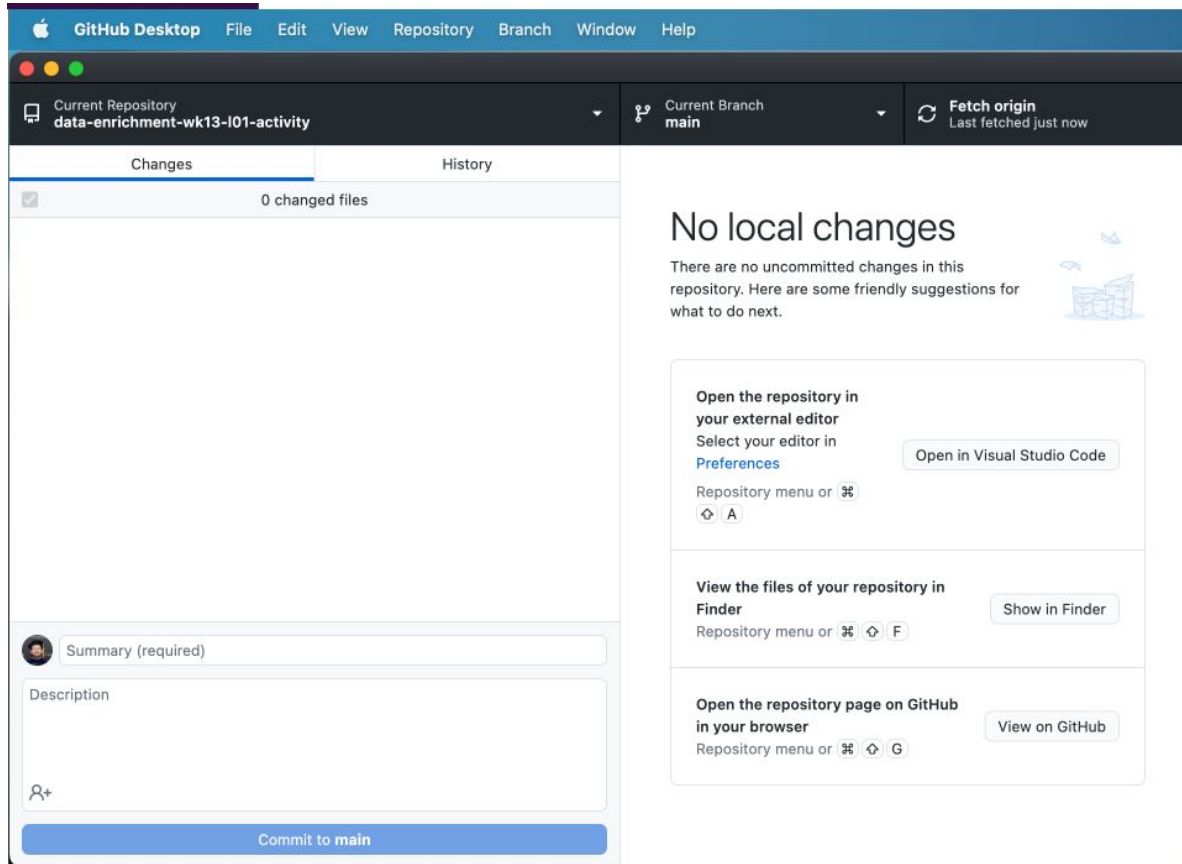 GitHub Desktop File Edit View Repository Branch Window Help
Current Repository
data-enrichment-wk13-l01-activity
Current Branch
main
Fetch origin
Last fetched just now
Changes
History
0 changed files
No local changes
There are no uncommitted changes in this
repository. Here are some friendly suggestions for
what to do next.
Open the repository in
your external editor
Select your editor in
Preferences
Repository menu or ⌘
⇧ A
Open in Visual Studio Code
View the files of your repository in
Finder
Repository menu or ⌘ ⇧ F
Show in Finder
Open the repository page on GitHub
in your browser
Repository menu or ⌘ ⇧ G
View on GitHub
Summary (required)
Description
Commit to main